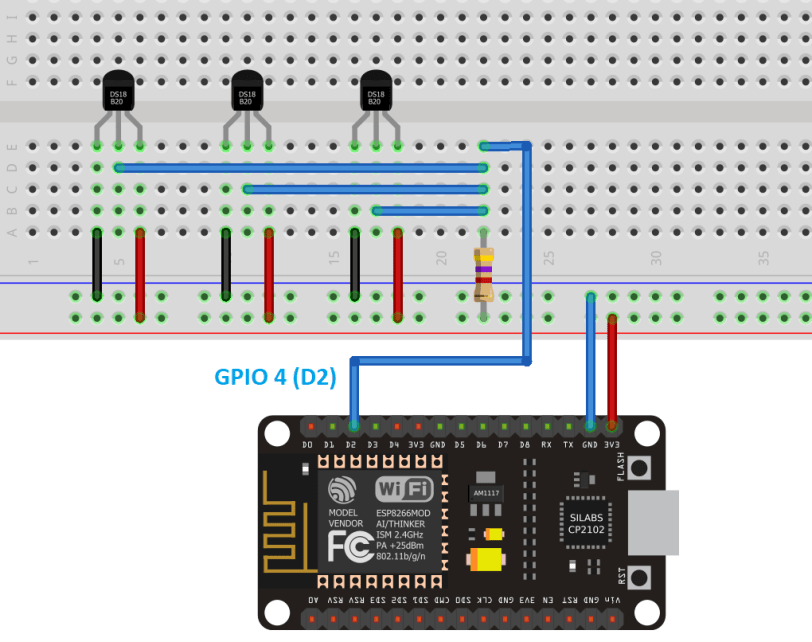 I
H
G
F
DS18
B20
DS18
B20
DS18
B20
E
D
C
B
A
1
5
15
20
25
30
35
GPIO 4 (D2)
D0 D1 D2 D3 D4 3V3 GND D5 D6 D7 D8 RX TX GND 3V3
FLASH
WiFi
MODEL
VENDOR
ESP8266MOD
AI/THINKER
ISM 2.4GHz
PA +25dBm
802.11b/g/n
FC
AM1117
SILABS
CP2102
RST
A0 RSV RSV SD3 SD2 SD1 CMD SD0 CLK GND 3V3 EN RST GND Vin